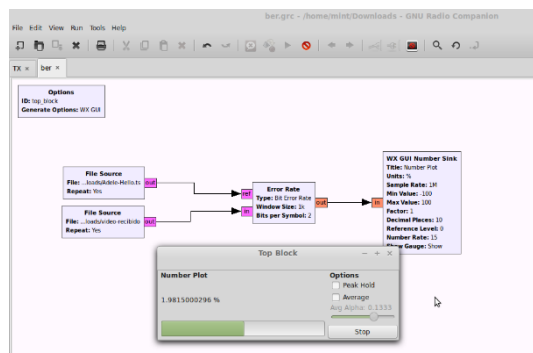 ber.grc - /home/mint/Downloads - GNU Radio Companion
File Edit View Run Tools Help
TX × ber ×
Options
ID: top_block
Generate Options: WX GUI
File Source
File: ...loads/Adele-Hello.ts
Repeat: Yes
out
File Source
File: ...loads/video-recibido
Repeat: Yes
out
ref
in
Error Rate
Type: Bit Error Rate
Window Size: 1k
Bits per Symbol: 2
out
in
WX GUI Number Sink
Title: Number Plot
Units: %
Sample Rate: 1M
Min Value: -100
Max Value: 100
Factor: 1
Decimal Places: 10
Reference Level: 0
Number Rate: 15
Show Gauge: Show
Top Block
Number Plot
1.9815000296 %
Options
Peak Hold
Average
Avg Alpha: 0.1333
Stop